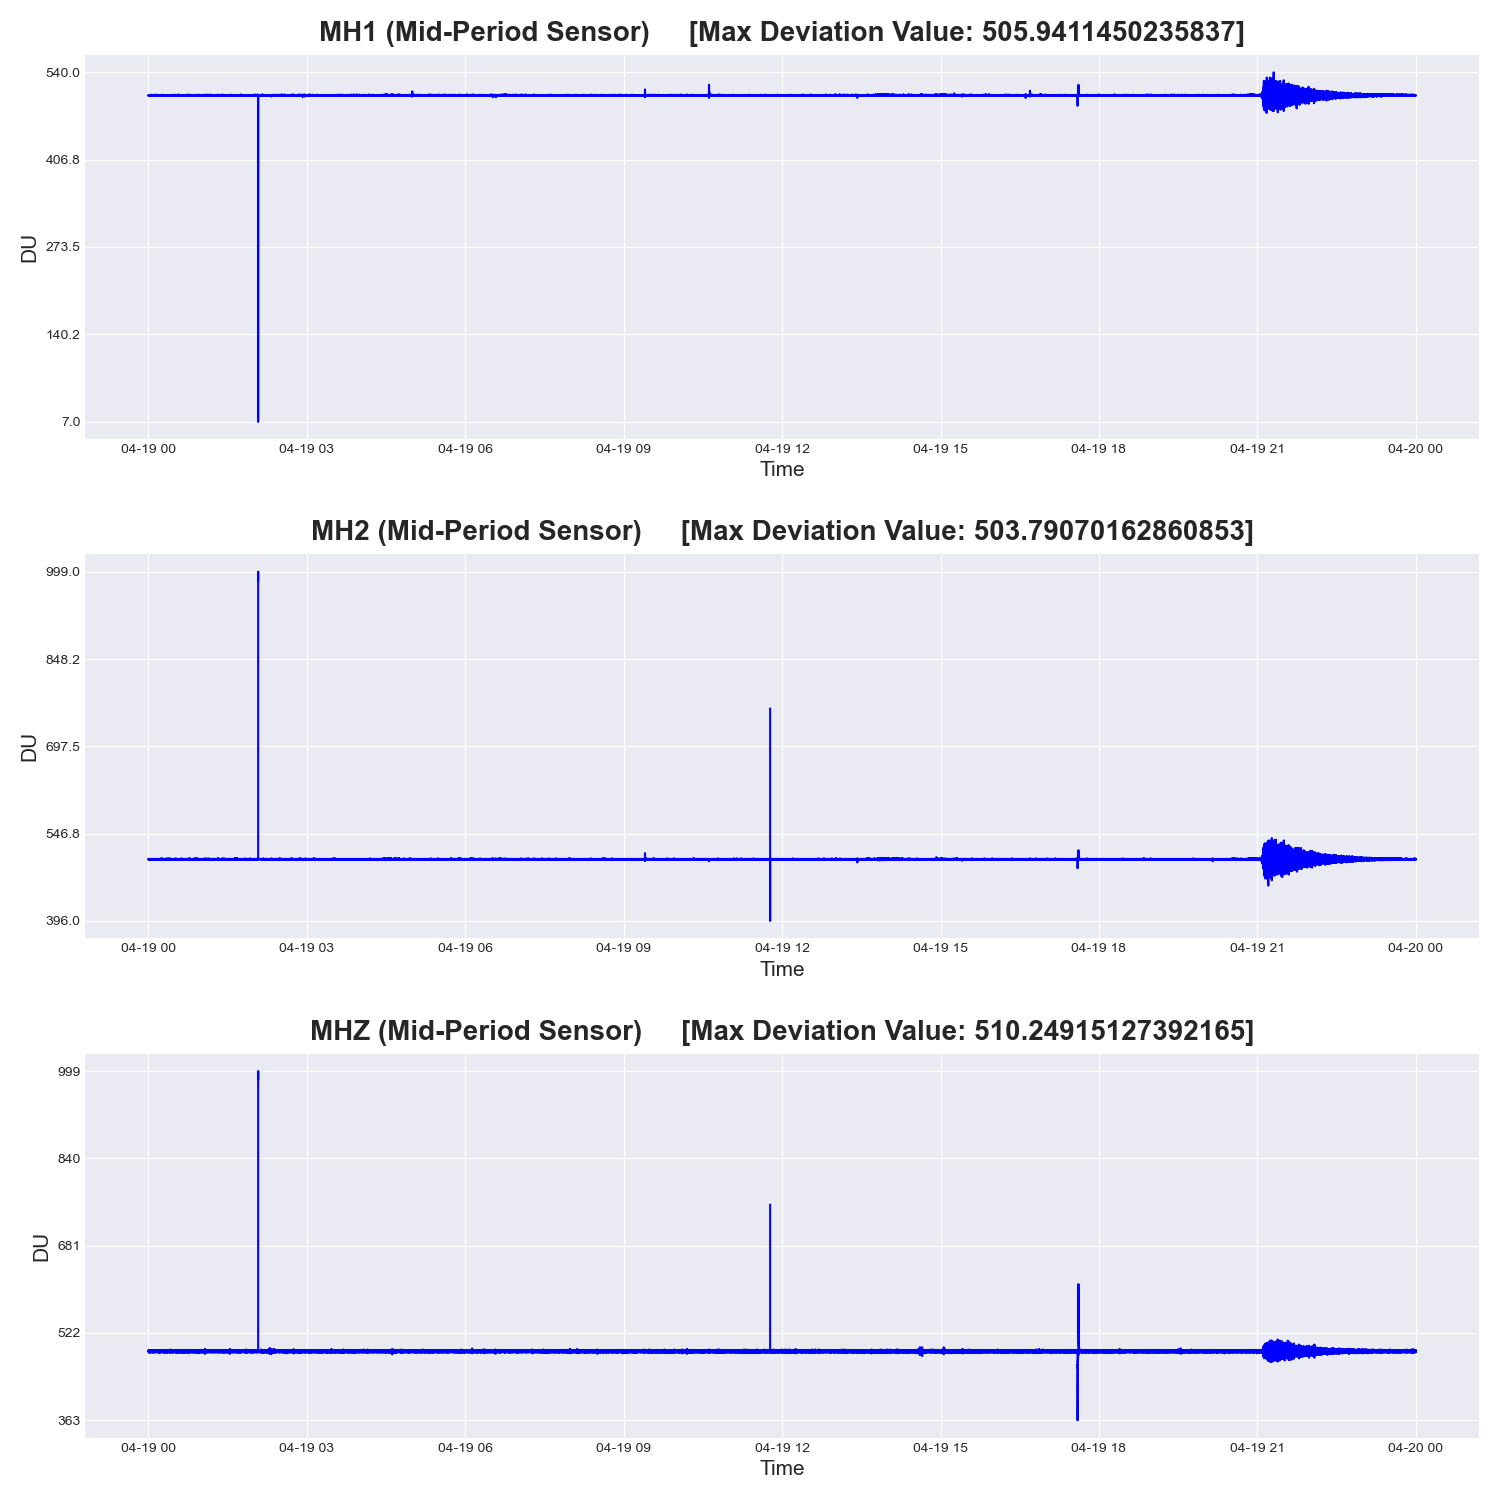 MH1 (Mid-Period Sensor) [Max Deviation Value: 505.9411450235837]
540.0
406.8
273.5
140.2
7.0
DU
04-19 00 04-19 03 04-19 06 04-19 09 04-19 12 04-19 15 04-19 18 04-19 21 04-20 00
Time
MH2 (Mid-Period Sensor) [Max Deviation Value: 503.79070162860853]
999.0
848.2
697.5
546.8
396.0
DU
04-19 00 04-19 03 04-19 06 04-19 09 04-19 12 04-19 15 04-19 18 04-19 21 04-20 00
Time
MHZ (Mid-Period Sensor) [Max Deviation Value: 510.24915127392165]
999
840
681
522
363
DU
04-19 00 04-19 03 04-19 06 04-19 09 04-19 12 04-19 15 04-19 18 04-19 21 04-20 00
Time